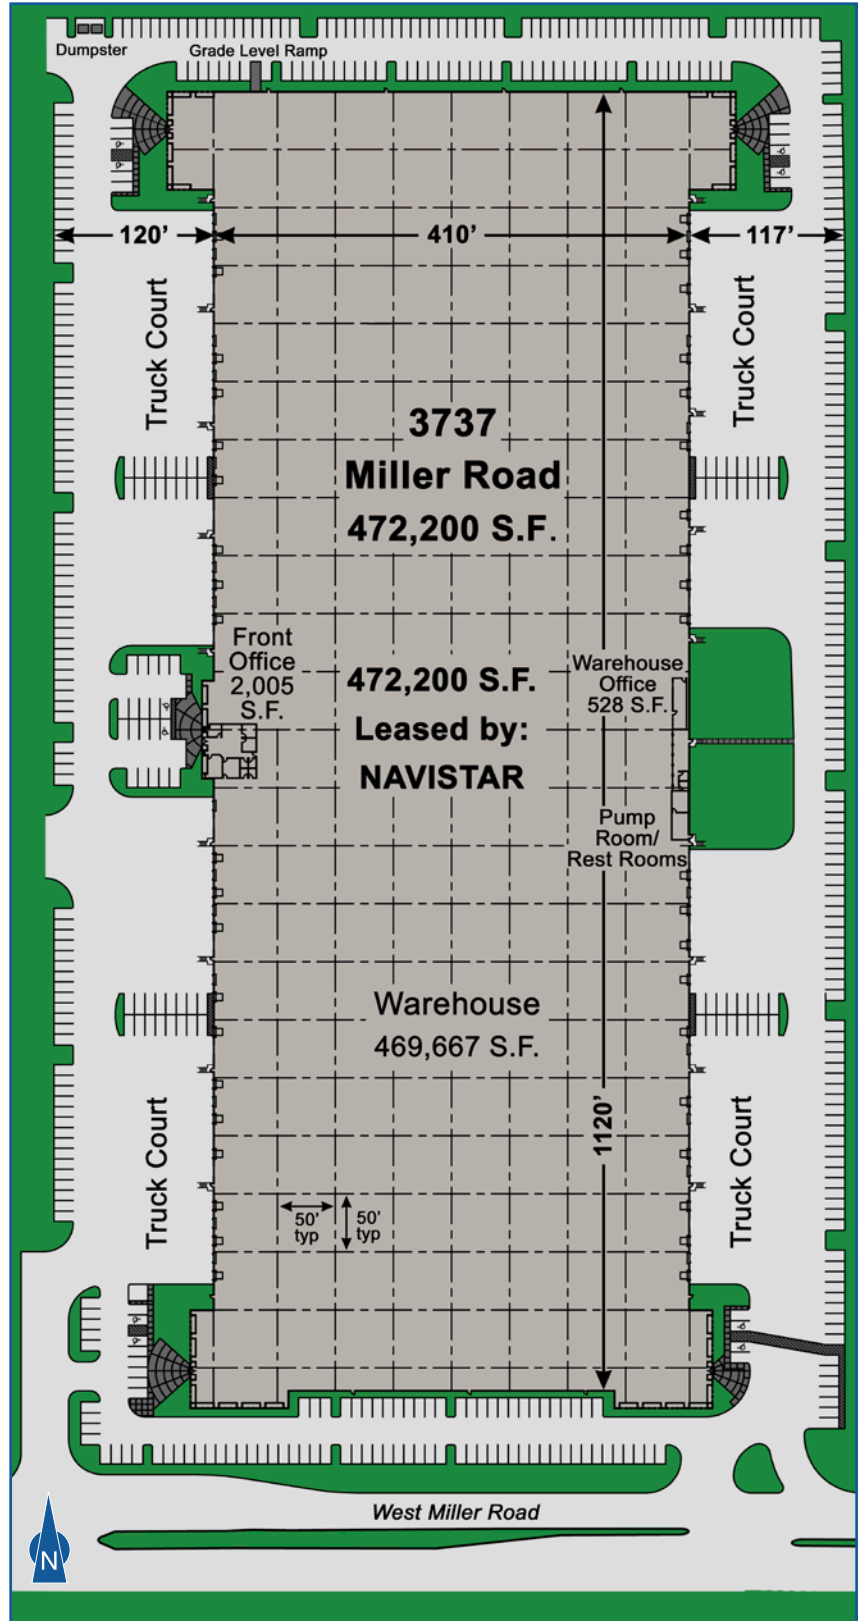 Dumpster
Grade Level Ramp
120’
410’
117’
Truck Court
Truck Court
3737
Miller Road
472,200 S.F.
Front
Office
2,005
S.F.
472,200 S.F.
Leased by:
NAVISTAR
Warehouse
Office
528 S.F.
Pump
Room/
Rest Rooms
Warehouse
469,667 S.F.
1120’
Truck Court
Truck Court
50’
typ
50’
typ
West Miller Road
N